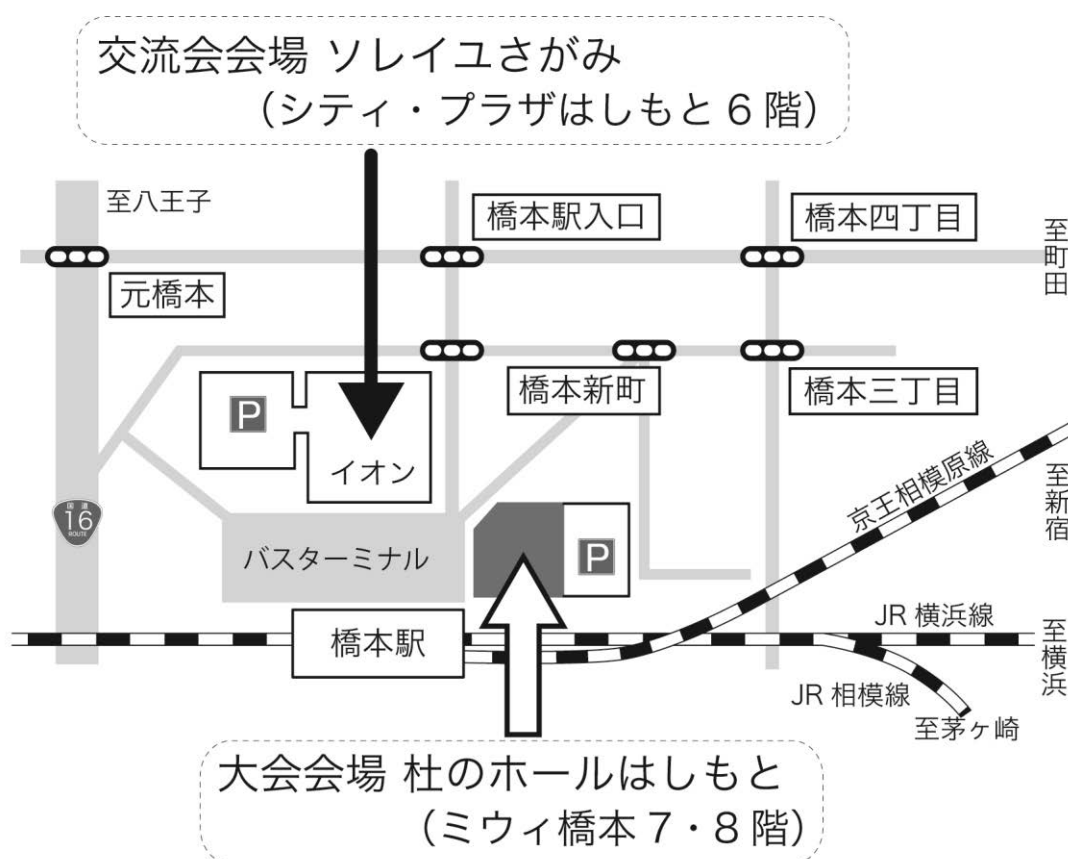 交流会会場 ソレイユさがみ
（シティ・プラザはしもと 6 階）
至八王子
橋本駅入口
橋本四丁目
至町田
元橋本
橋本新町
橋本三丁目
P
イオン
京王相模原線
至新宿
国道
16
ROUTE
バスターミナル
P
橋本駅
JR 横浜線
至横浜
JR 相模線
至茅ヶ崎
大会会場 杜のホールはしもと
（ミウィ橋本 7・8 階）